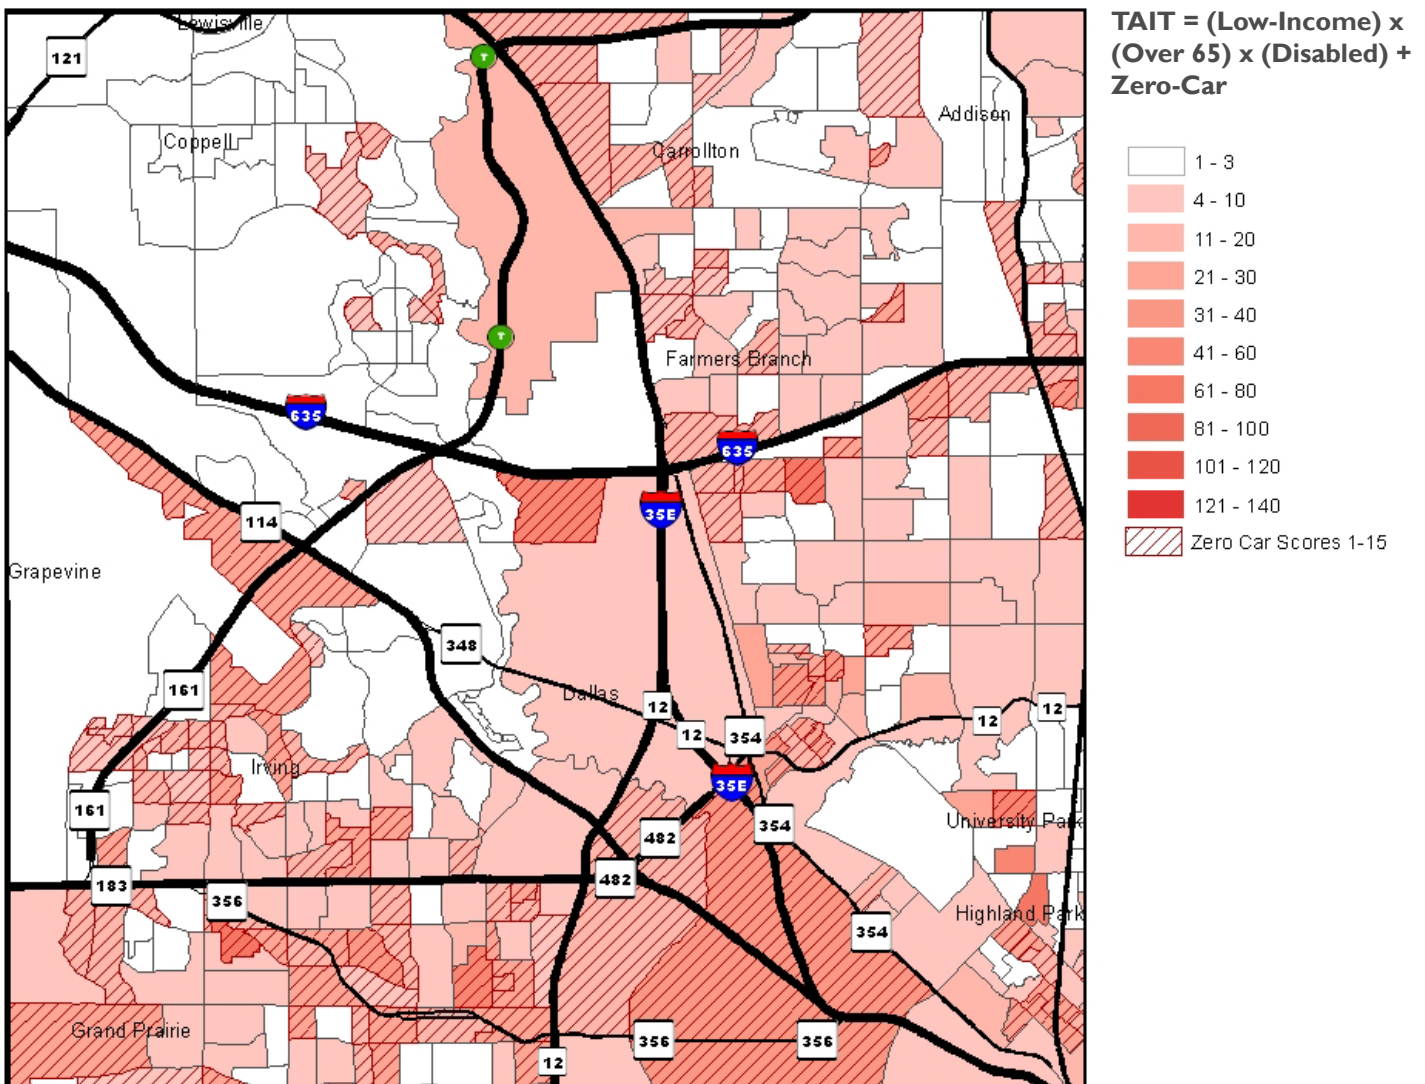 TAIT = (Low-Income) x
(Over 65) x (Disabled) +
Zero-Car
1 - 3
4 - 10
11 - 20
21 - 30
31 - 40
41 - 60
61 - 80
81 - 100
101 - 120
121 - 140
Zero Car Scores 1-15
Lewisville
121
T
Addison
Coppell
Carrollton
T
Farmers Branch
635
635
35E
114
Grapevine
348
161
Dallas
12
12
12
12
354
Irving
35E
161
354
University Park
482
482
183
356
Highland Park
354
Grand Prairie
356
356
12